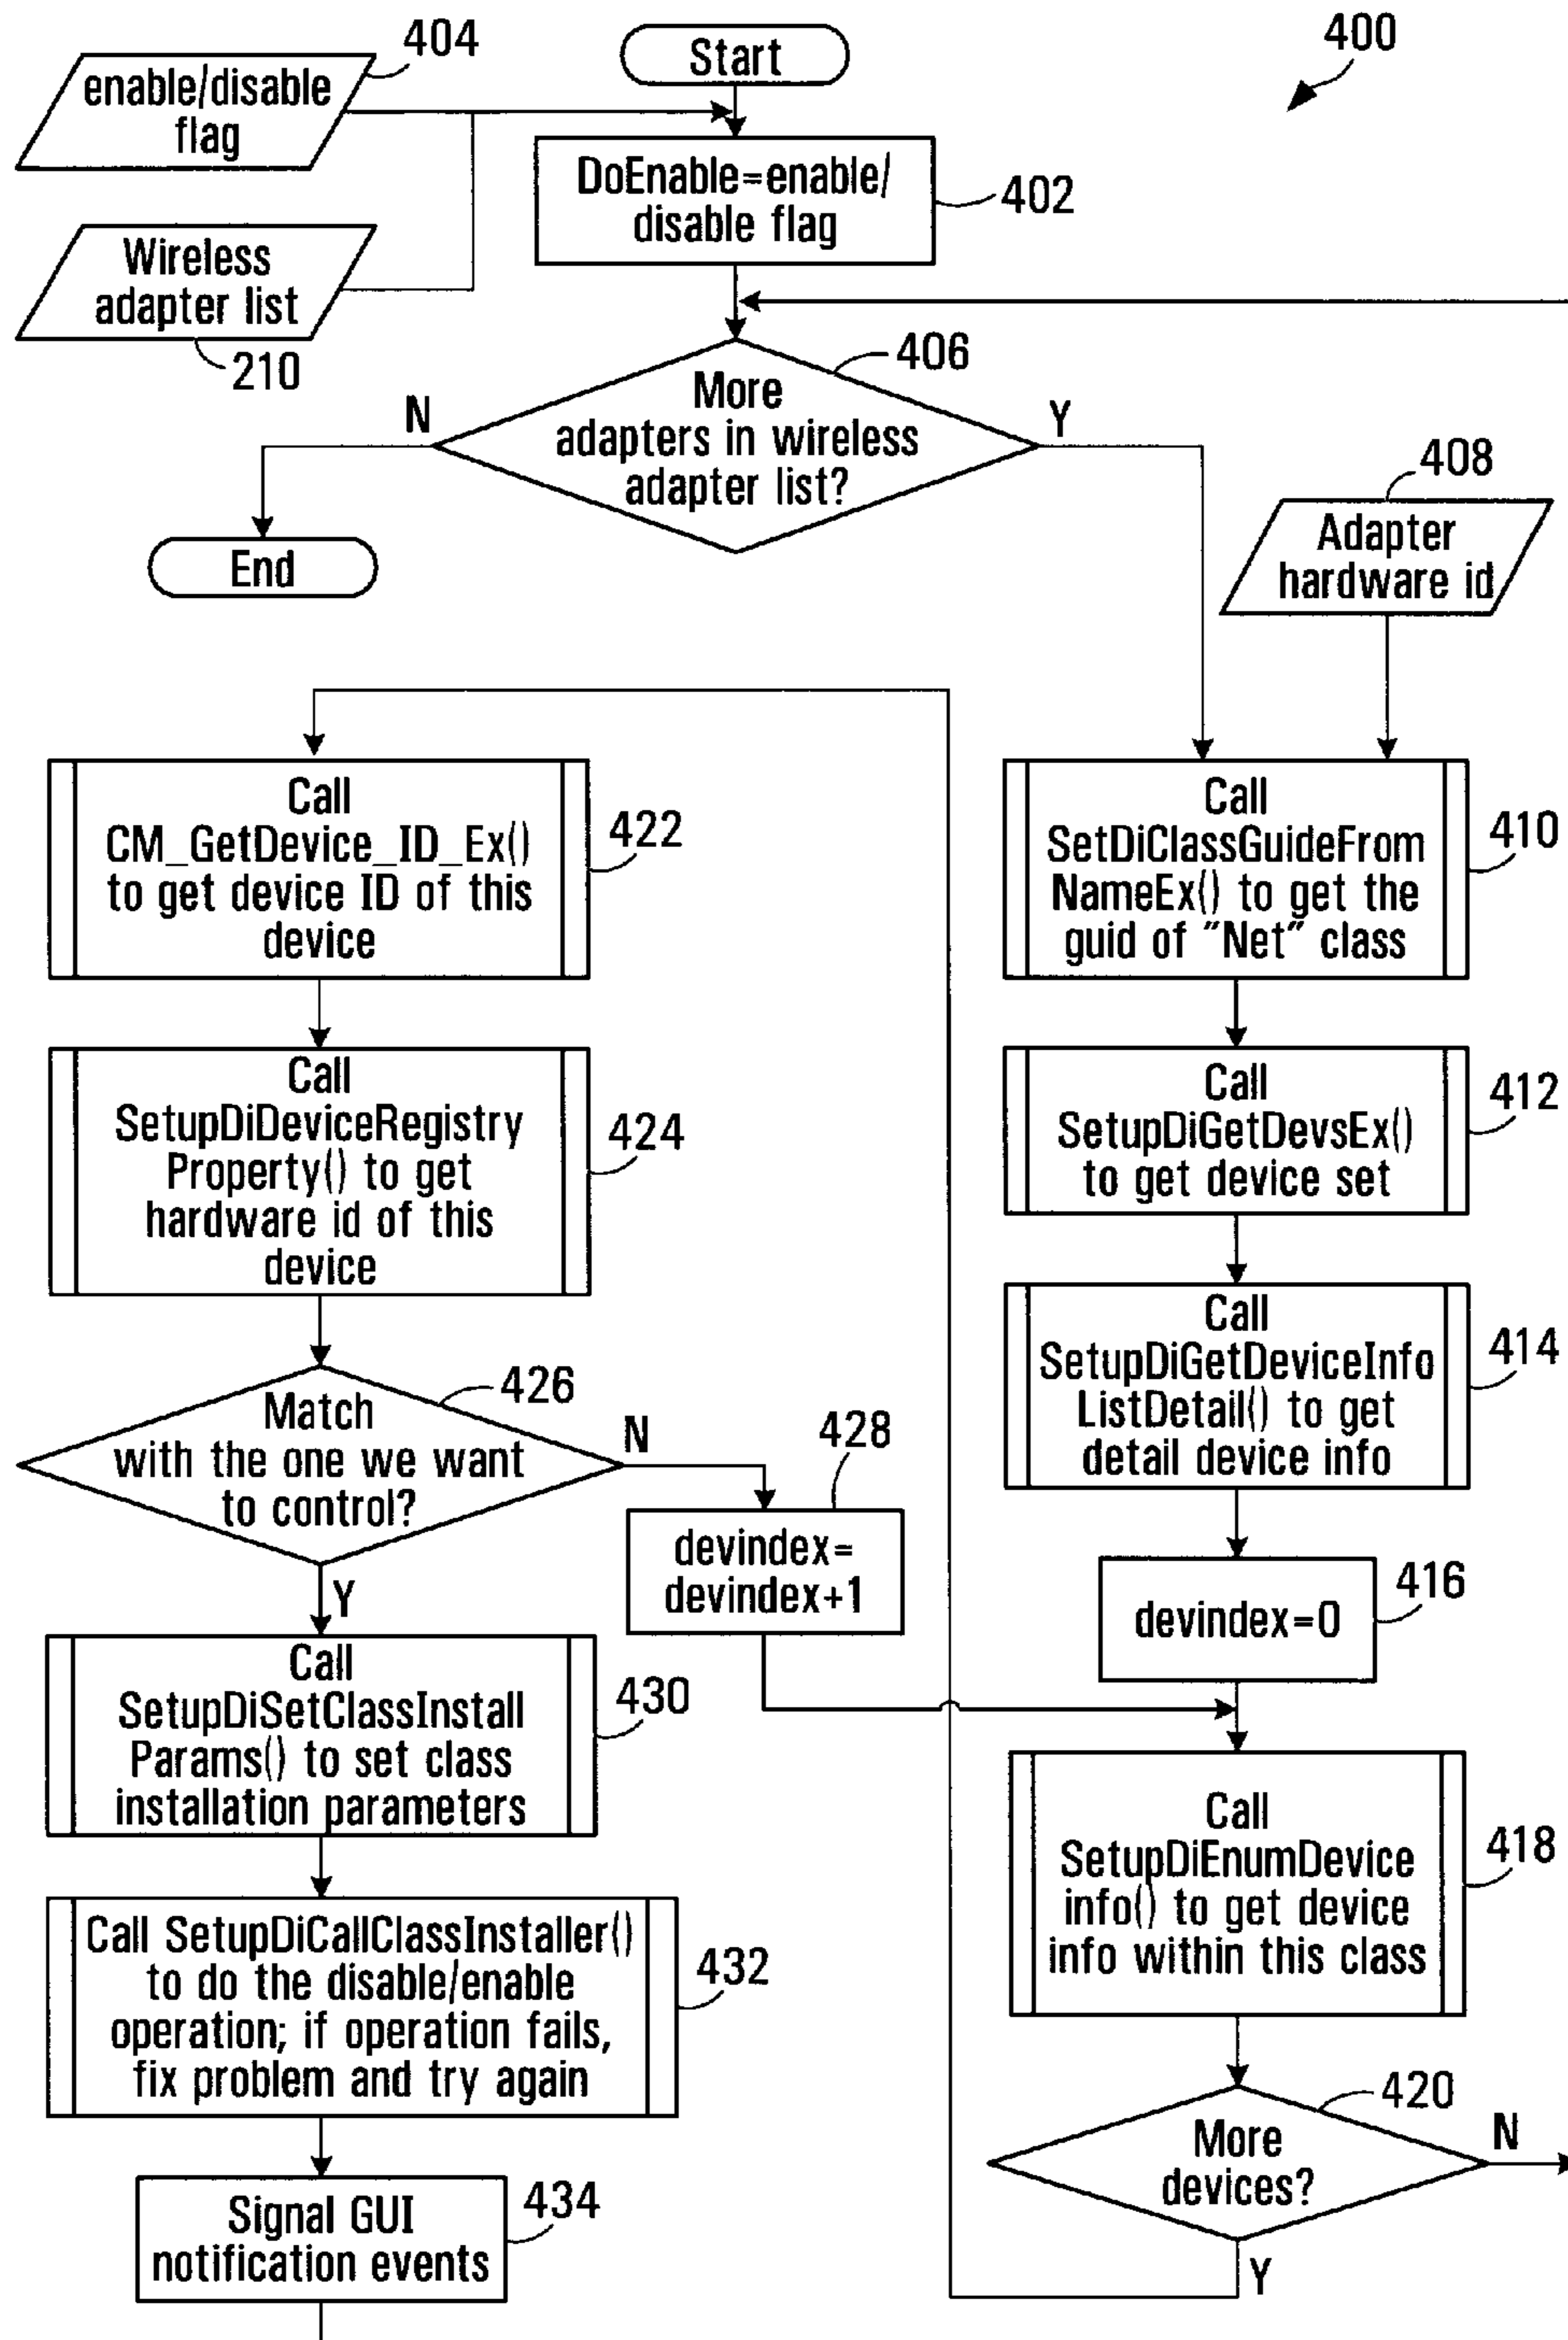 400
404
enable/disable
flag
Start
DoEnable=enable/
disable flag
402
Wireless
adapter list
210
406
More
adapters in wireless
adapter list?
N
Y
End
408
Adapter
hardware id
Call
SetDiClassGuideFrom
NameEx() to get the
guid of "Net" class
410
Call
SetupDiGetDevsEx()
to get device set
412
Call
SetupDiGetDeviceInfo
ListDetail() to get
detail device info
414
devindex=0
416
Call
SetupDiEnumDevice
info() to get device
info within this class
418
More
devices?
420
N
Y
Call
CM_GetDevice_ID_Ex()
to get device ID of this
device
422
Call
SetupDiDeviceRegistry
Property() to get
hardware id of this
device
424
Match
with the one we want
to control?
426
N
428
devindex=
devindex+1
Y
Call
SetupDiSetClassInstall
Params() to set class
installation parameters
430
Call SetupDiCallClassInstaller()
to do the disable/enable
operation; if operation fails,
fix problem and try again
432
Signal GUI
notification events
434